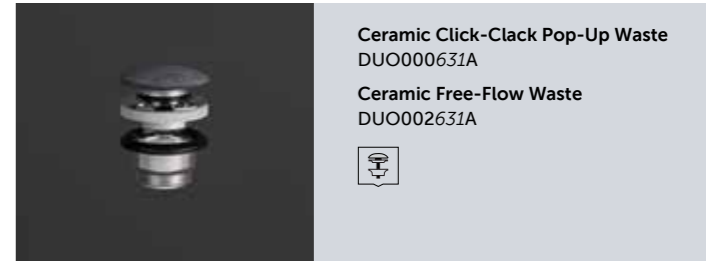 Ceramic Click-Clack Pop-Up Waste
DUO000631A
Ceramic Free-Flow Waste
DUO002631A